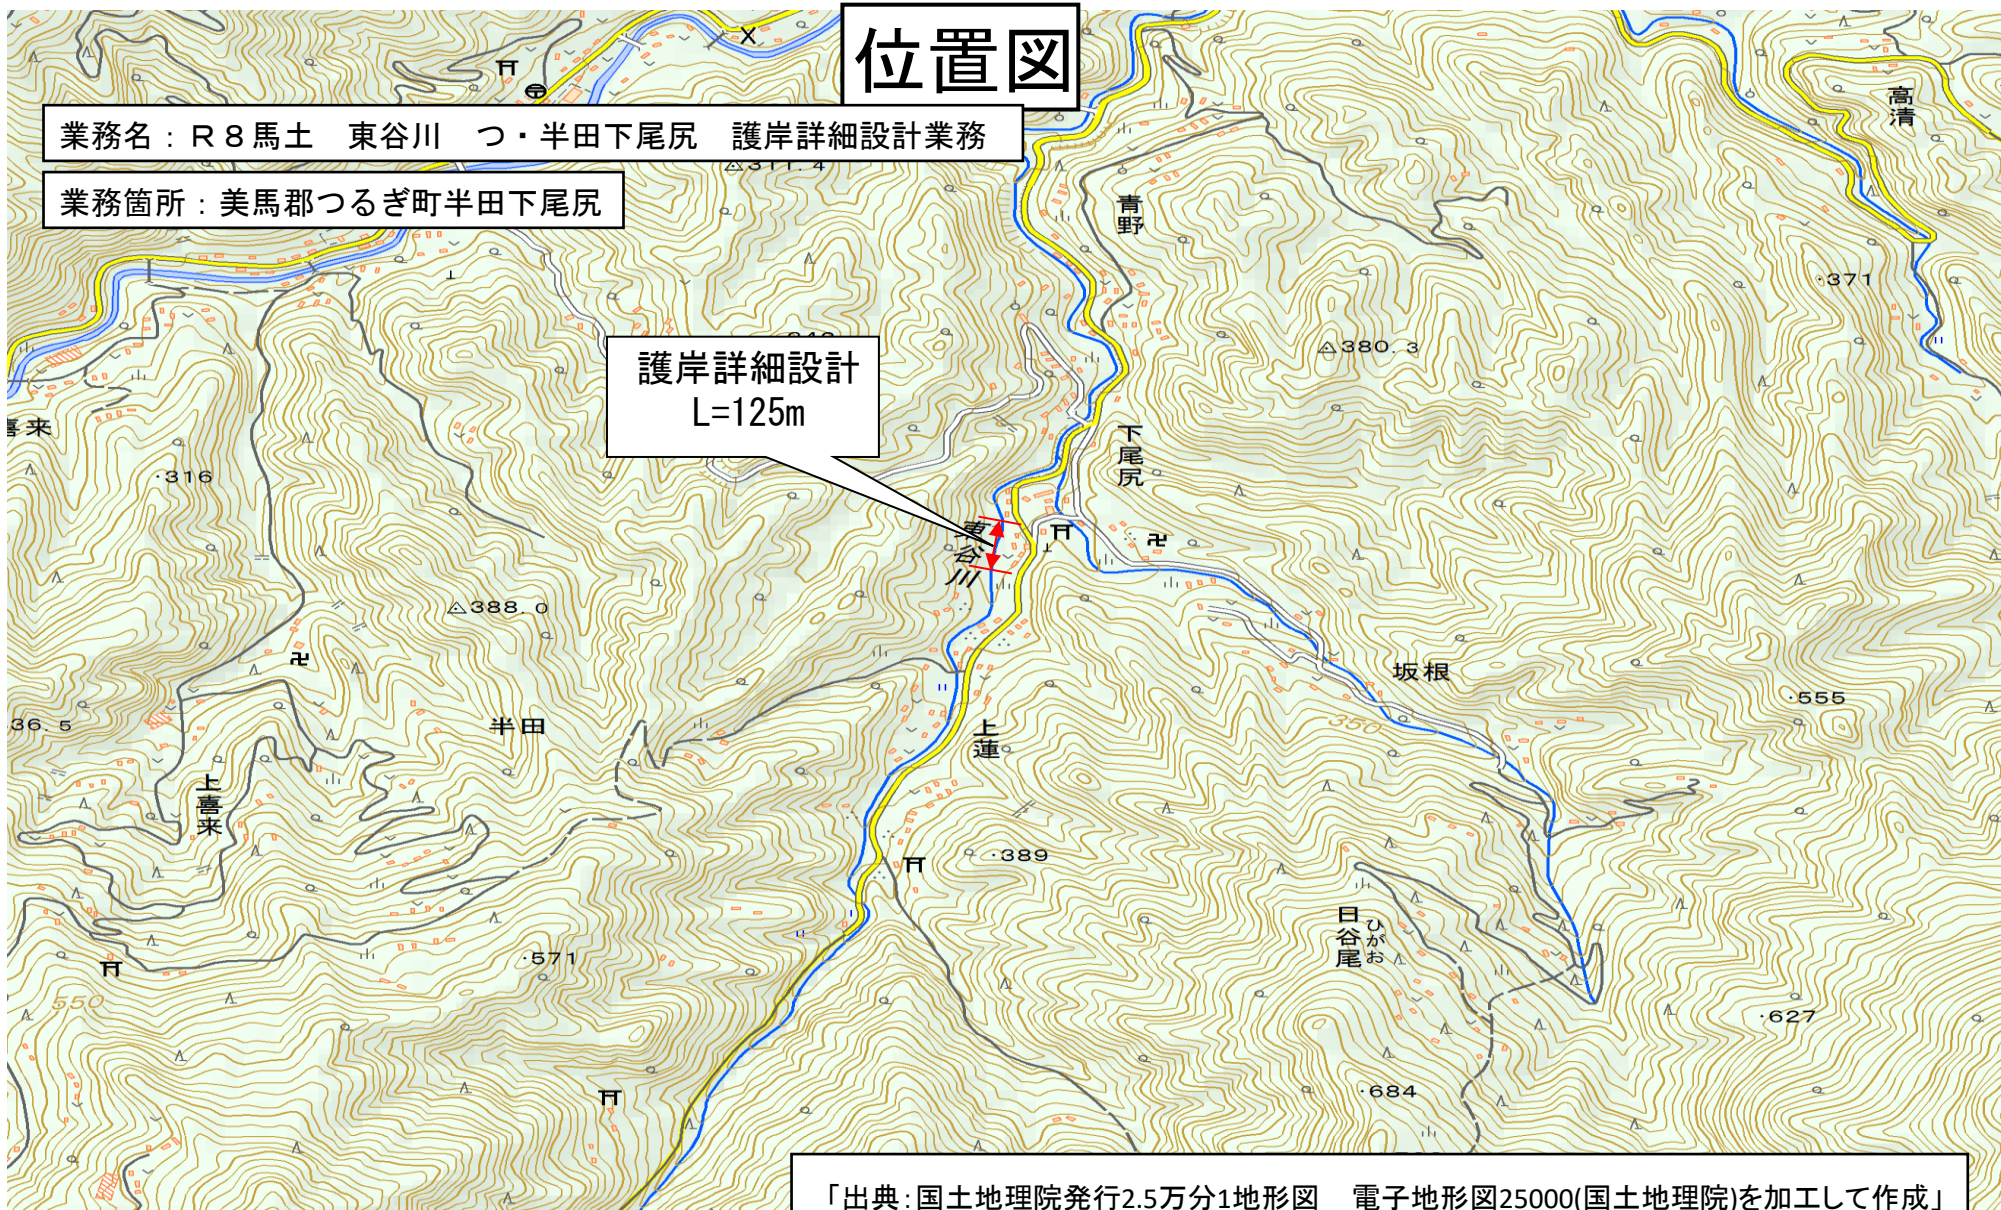 位置図
業務名：Ｒ８馬土　東谷川　つ・半田下尾尻　護岸詳細設計業務
業務箇所：美馬郡つるぎ町半田下尾尻
護岸詳細設計
L=125m
311.4
高清
青野
371
380.3
喜来
316
下尾尻
東谷川
388.0
坂根
555
350
36.5
半田
上蓮
上喜来
389
日谷尾
ひがお
571
550
627
684
「出典：国土地理院発行2.5万分1地形図　電子地形図25000(国土地理院)を加工して作成」